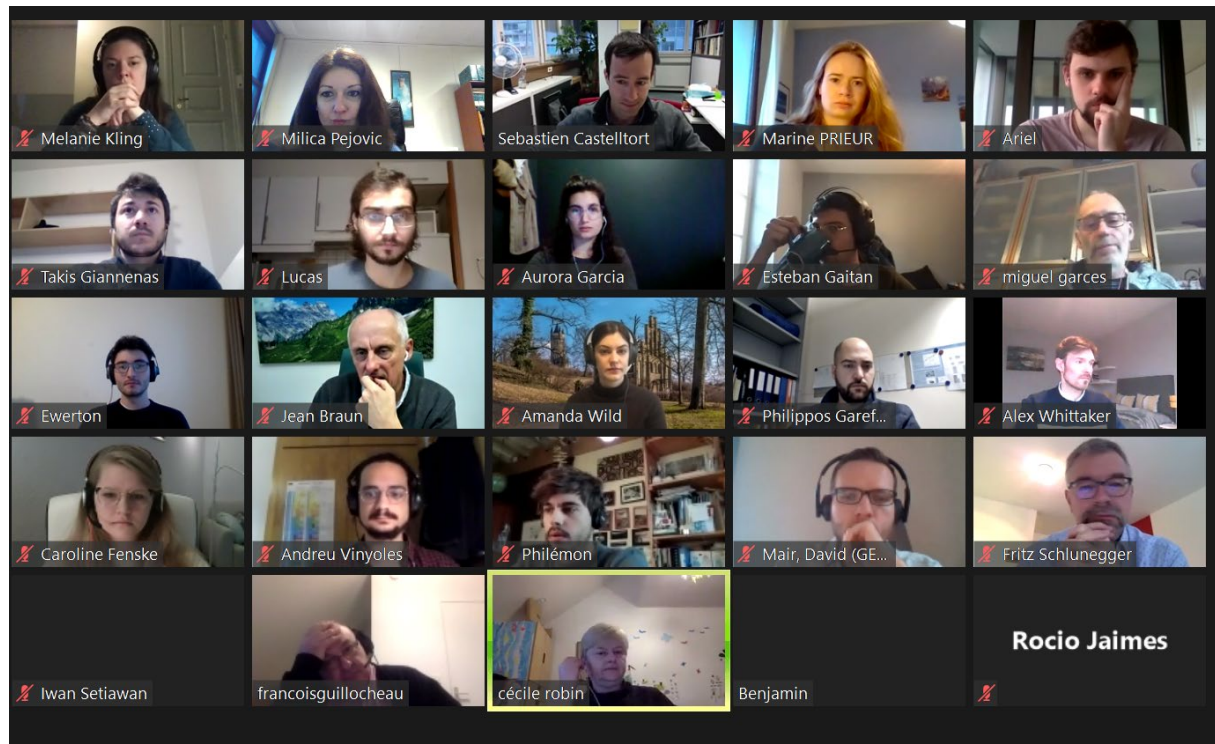 Melanie Kling
Milica Pejovic
Sebastien Castelltort
Marine PRIEUR
Ariel
Takis Giannenas
Lucas
Aurora Garcia
Esteban Gaitan
miguel garces
Ewerton
Jean Braun
Amanda Wild
Philippos Garef...
Alex Whittaker
Caroline Fenske
Andreu Vinyoles
Philémon
Mair, David (GE...
Fritz Schlunegger
Iwan Setiawan
francoisguillocheau
cécile robin
Benjamin
Rocio Jaimes